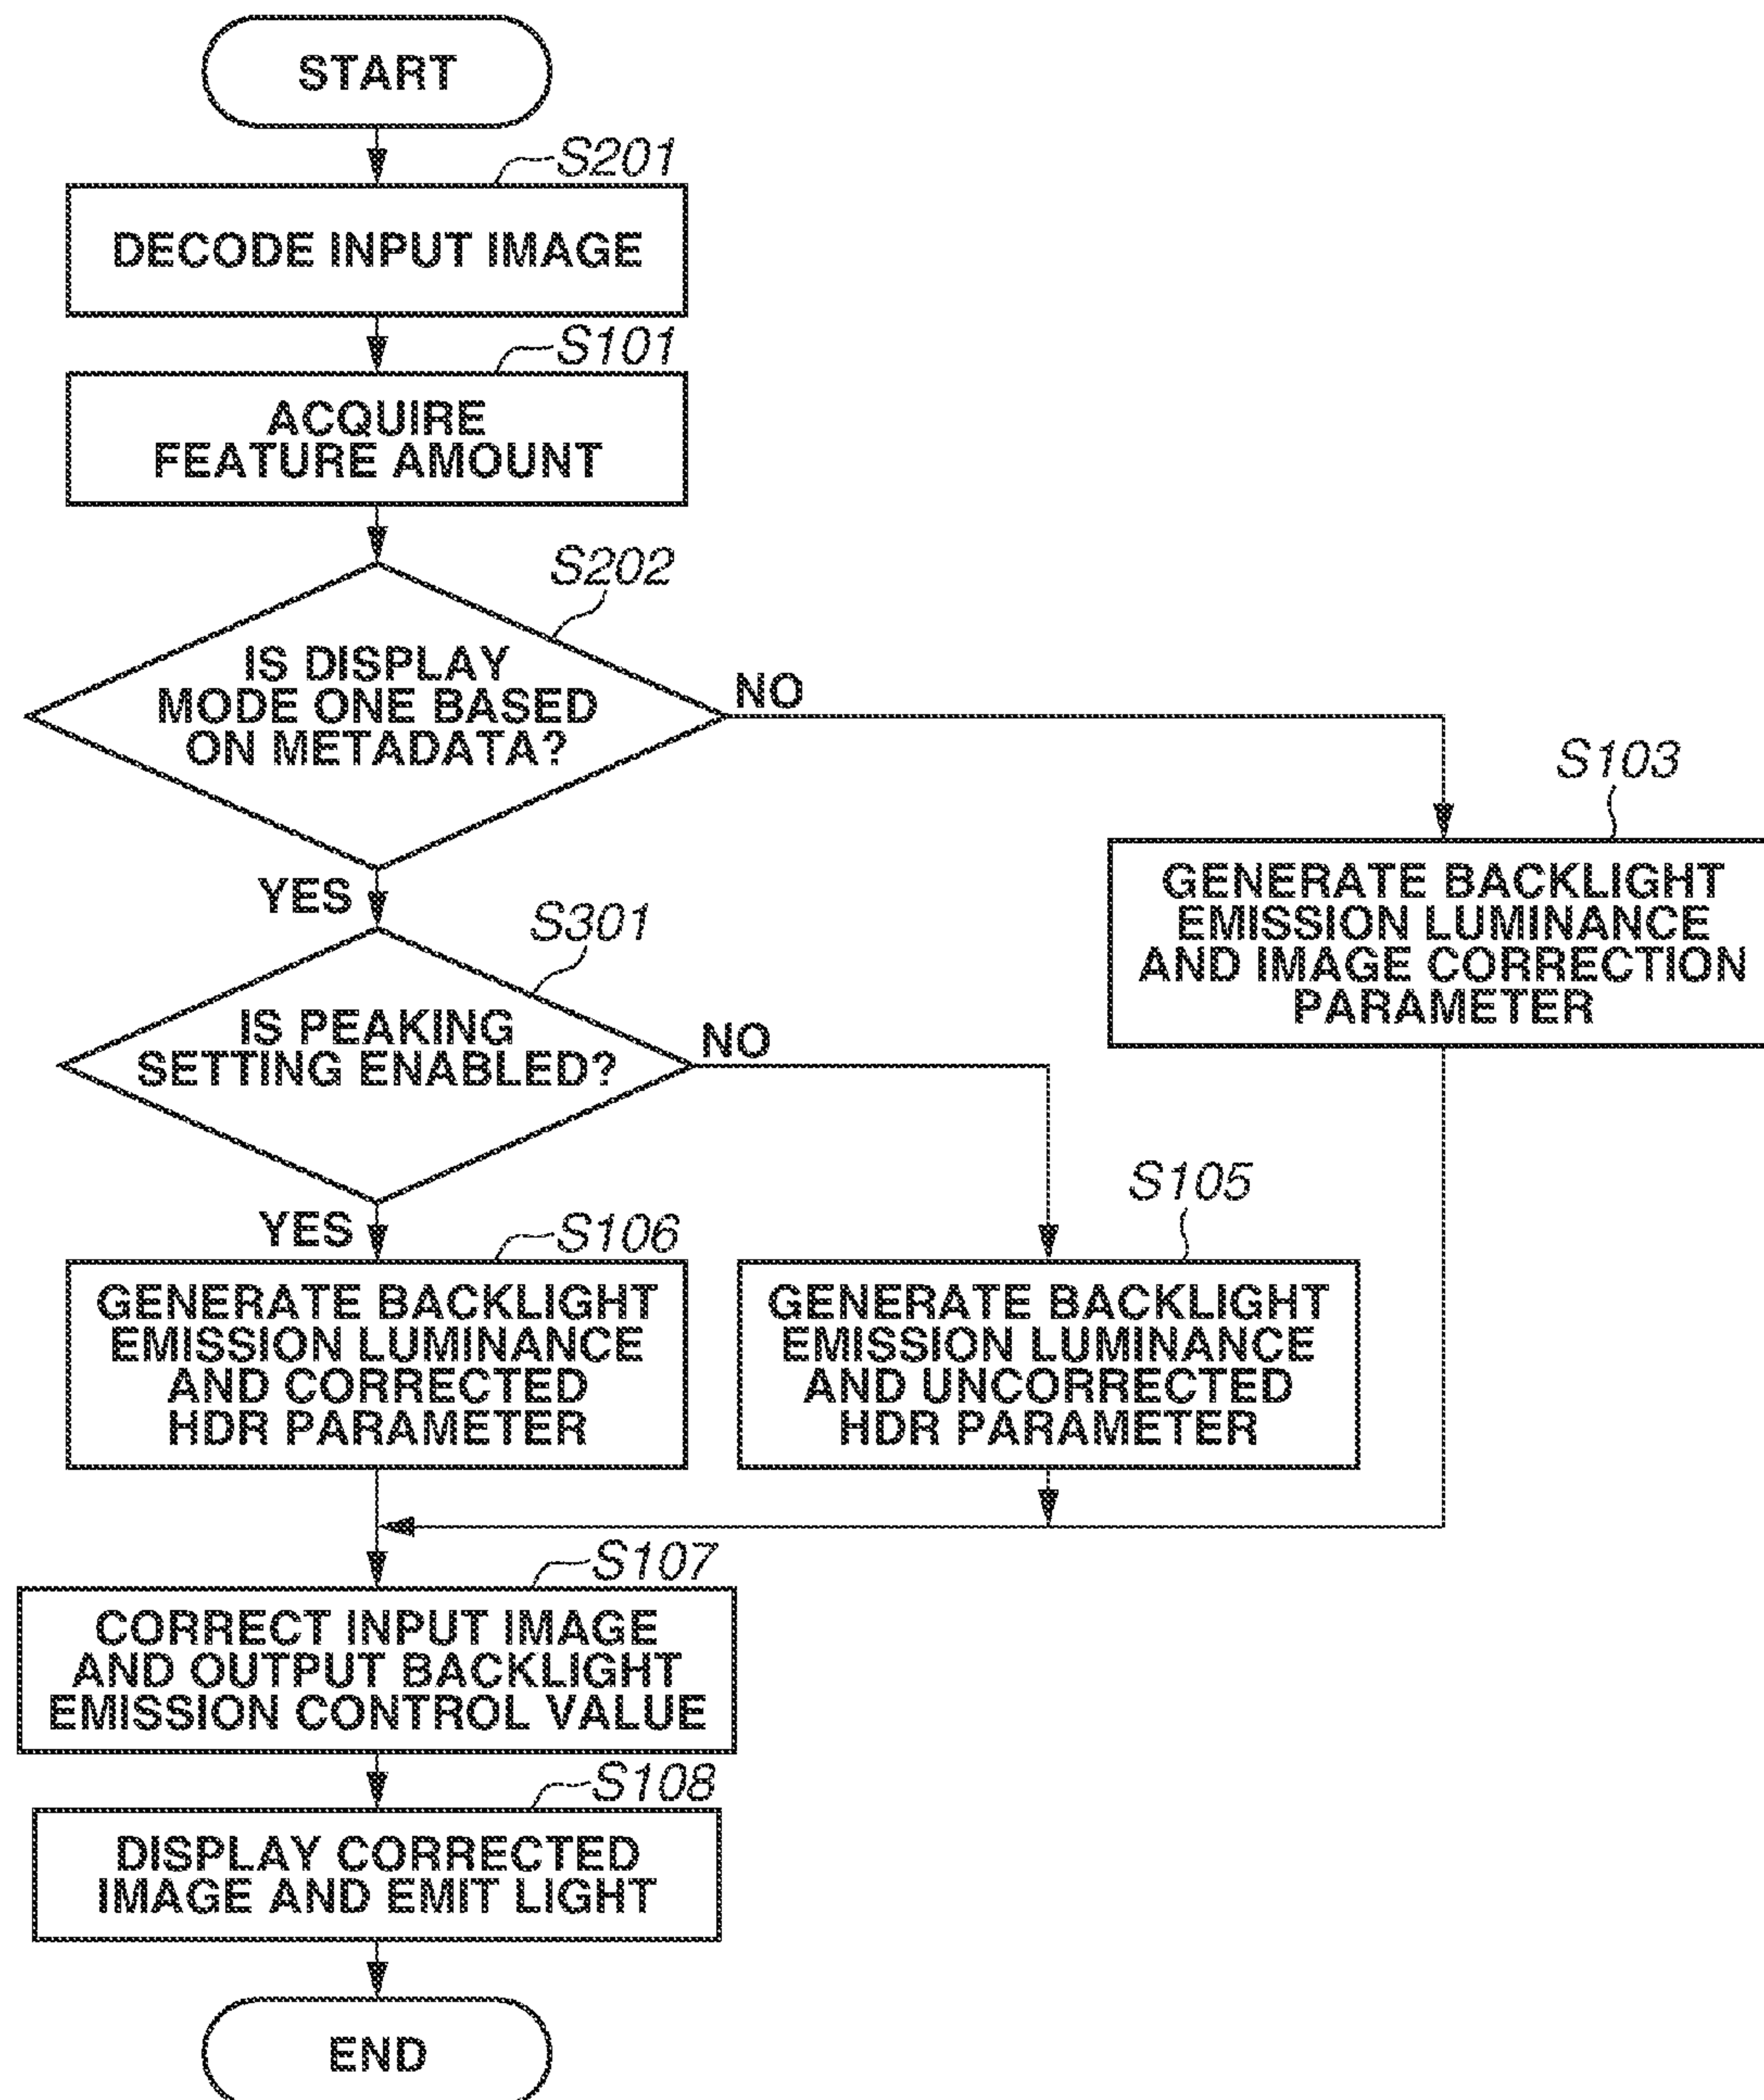 START
S201
DECODE INPUT IMAGE
S101
ACQUIRE
FEATURE AMOUNT
S202
IS DISPLAY
MODE ONE BASED
ON METADATA?
NO
S103
GENERATE BACKLIGHT
EMISSION LUMINANCE
AND IMAGE CORRECTION
PARAMETER
YES
S301
IS PEAKING
SETTING ENABLED?
NO
S105
YES
S106
GENERATE BACKLIGHT
EMISSION LUMINANCE
AND CORRECTED
HDR PARAMETER
GENERATE BACKLIGHT
EMISSION LUMINANCE
AND UNCORRECTED
HDR PARAMETER
S107
CORRECT INPUT IMAGE
AND OUTPUT BACKLIGHT
EMISSION CONTROL VALUE
S108
DISPLAY CORRECTED
IMAGE AND EMIT LIGHT
END